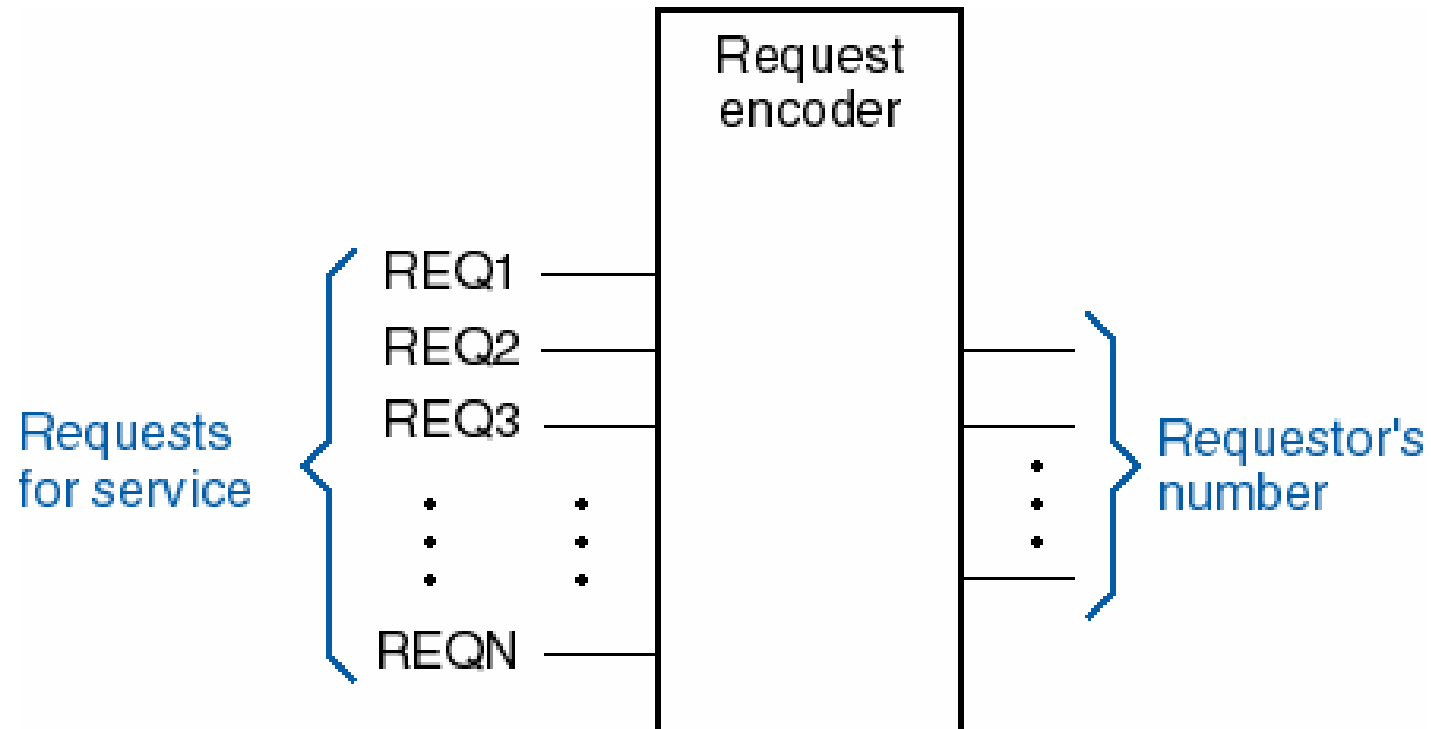 Request
encoder
REQ1
REQ2
REQ3
REQN
Requests
for service
Requestor's
number